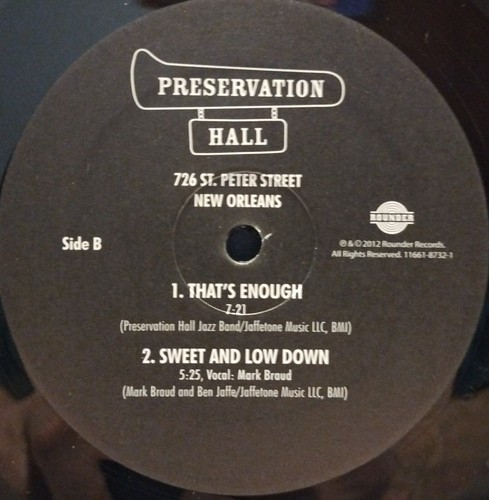 PRESERVATION
HALL
726 ST. PETER STREET
NEW ORLEANS
Side B
ROUNDER
℗ & © 2012 Rounder Records.
All Rights Reserved. 11661-8732-1
1. THAT'S ENOUGH
7:21
(Preservation Hall Jazz Band/Jaffetone Music LLC, BMI)
2. SWEET AND LOW DOWN
5:25, Vocal: Mark Braud
(Mark Braud and Ben Jaffe/Jaffetone Music LLC, BMI)